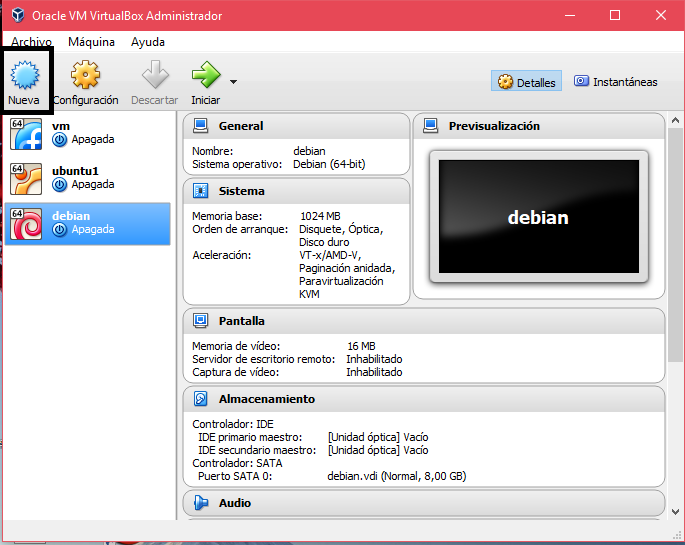 Oracle VM VirtualBox Administrador
Archivo Máquina Ayuda
Nueva Configuración Descartar Iniciar Detalles Instantáneas
64 vm
Apagada
64 ubuntu1
Apagada
64 debian
Apagada
General
Nombre: debian
Sistema operativo: Debian (64-bit)
Sistema
Memoria base: 1024 MB
Orden de arranque: Disquete, Óptica,
Disco duro
Aceleración: VT-x/AMD-V,
Paginación anidada,
Paravirtualización
KVM
Previsualización
debian
Pantalla
Memoria de vídeo: 16 MB
Servidor de escritorio remoto: Inhabilitado
Captura de vídeo: Inhabilitado
Almacenamiento
Controlador: IDE
IDE primario maestro: [Unidad óptica] Vacío
IDE secundario maestro: [Unidad óptica] Vacío
Controlador: SATA
Puerto SATA 0: debian.vdi (Normal, 8,00 GB)
Audio